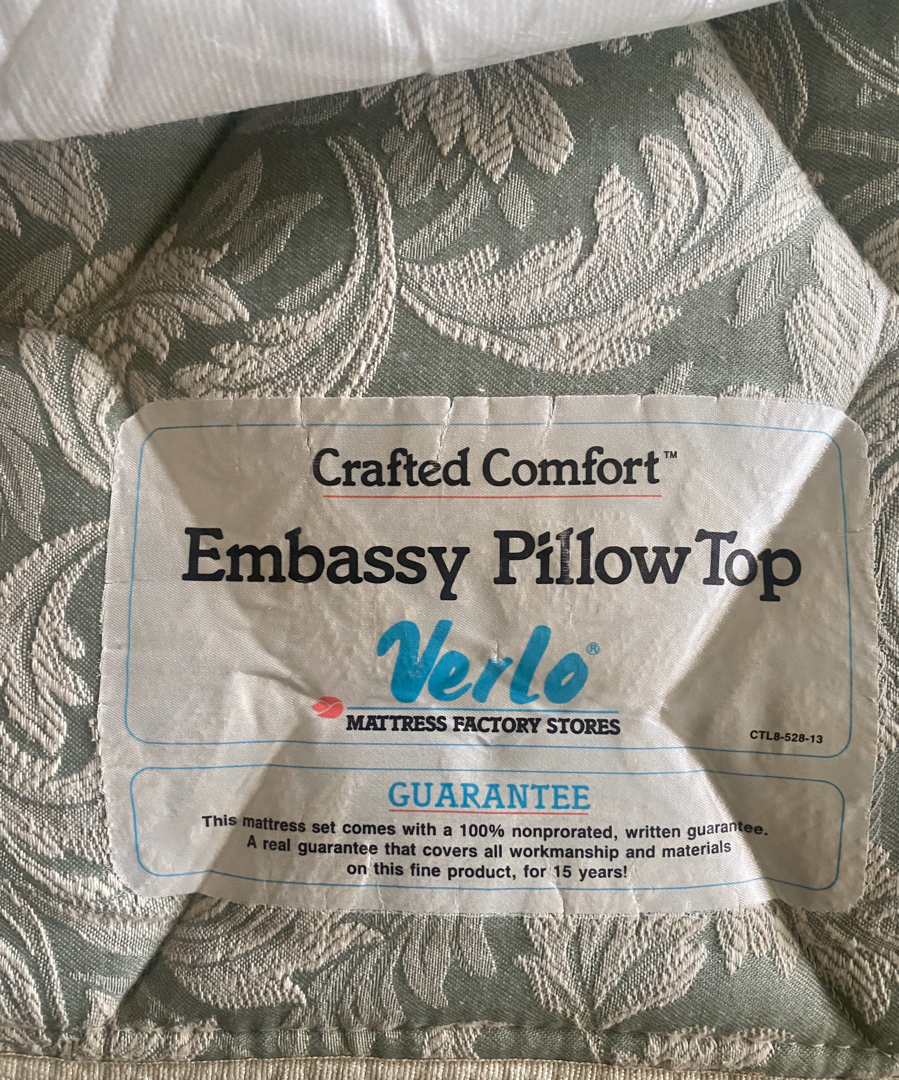 Crafted Comfort™
Embassy Pillow Top
Verlo®
MATTRESS FACTORY STORES
CTL8-528-13
GUARANTEE
This mattress set comes with a 100% nonprorated, written guarantee.
A real guarantee that covers all workmanship and materials
on this fine product, for 15 years!